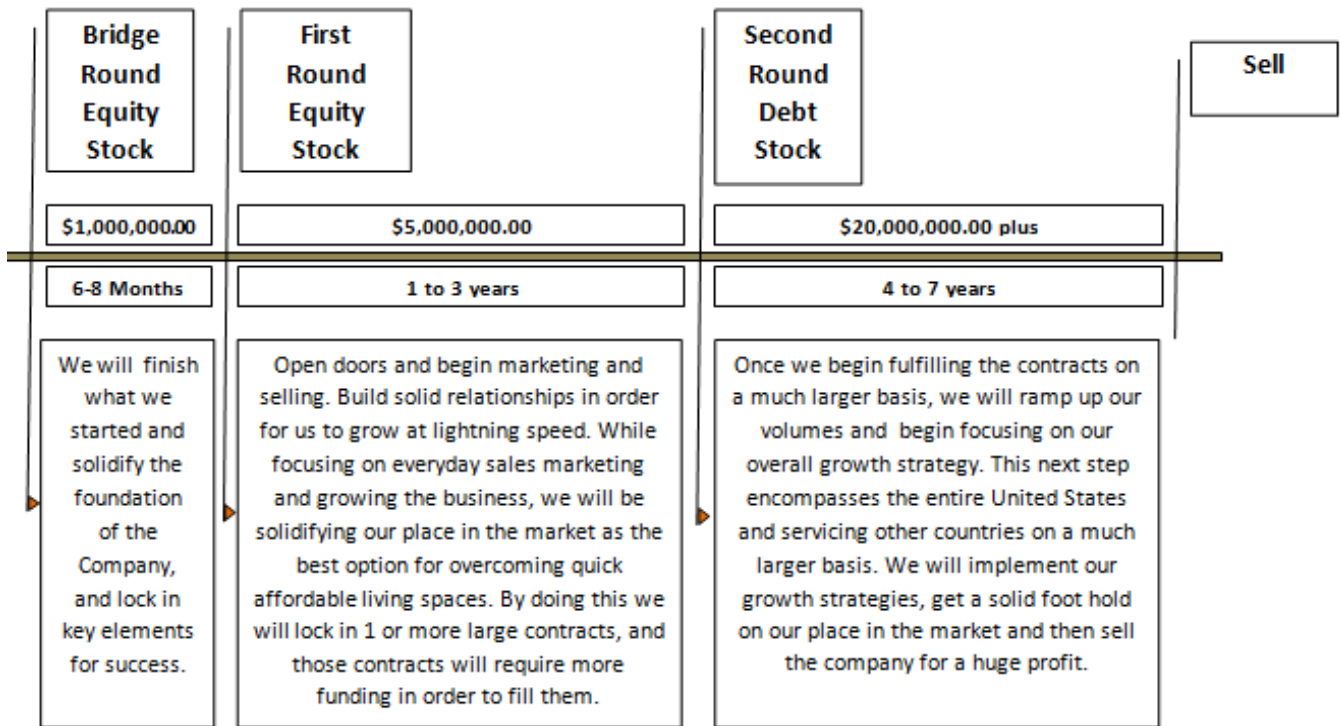 Bridge
Round
Equity
Stock
First
Round
Equity
Stock
Second
Round
Debt
Stock
Sell
$1,000,000.00
$5,000,000.00
$20,000,000.00 plus
6-8 Months
1 to 3 years
4 to 7 years
We will finish
what we
started and
solidify the
foundation
of the
Company,
and lock in
key elements
for success.
Open doors and begin marketing and
selling. Build solid relationships in order
for us to grow at lightning speed. While
focusing on everyday sales marketing
and growing the business, we will be
solidifying our place in the market as the
best option for overcoming quick
affordable living spaces. By doing this we
will lock in 1 or more large contracts, and
those contracts will require more
funding in order to fill them.
Once we begin fulfilling the contracts on
a much larger basis, we will ramp up our
volumes and begin focusing on our
overall growth strategy. This next step
encompasses the entire United States
and servicing other countries on a much
larger basis. We will implement our
growth strategies, get a solid foot hold
on our place in the market and then sell
the company for a huge profit.